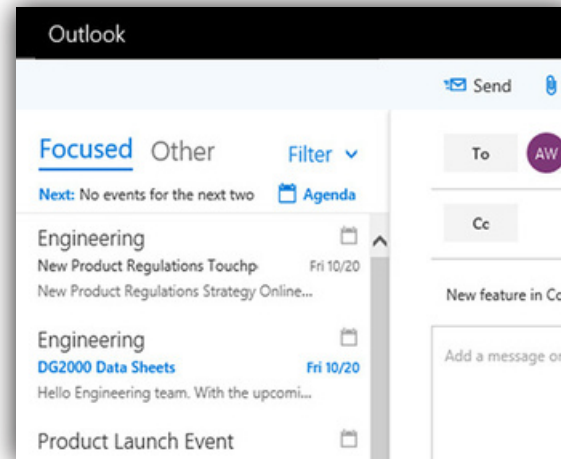 Outlook
Send
Focused Other Filter
Next: No events for the next two Agenda
Engineering
New Product Regulations Touchp Fri 10/20
New Product Regulations Strategy Online...
Engineering
DG2000 Data Sheets Fri 10/20
Hello Engineering team. With the upcomi...
Product Launch Event
To AW
Cc
New feature in Co
Add a message or